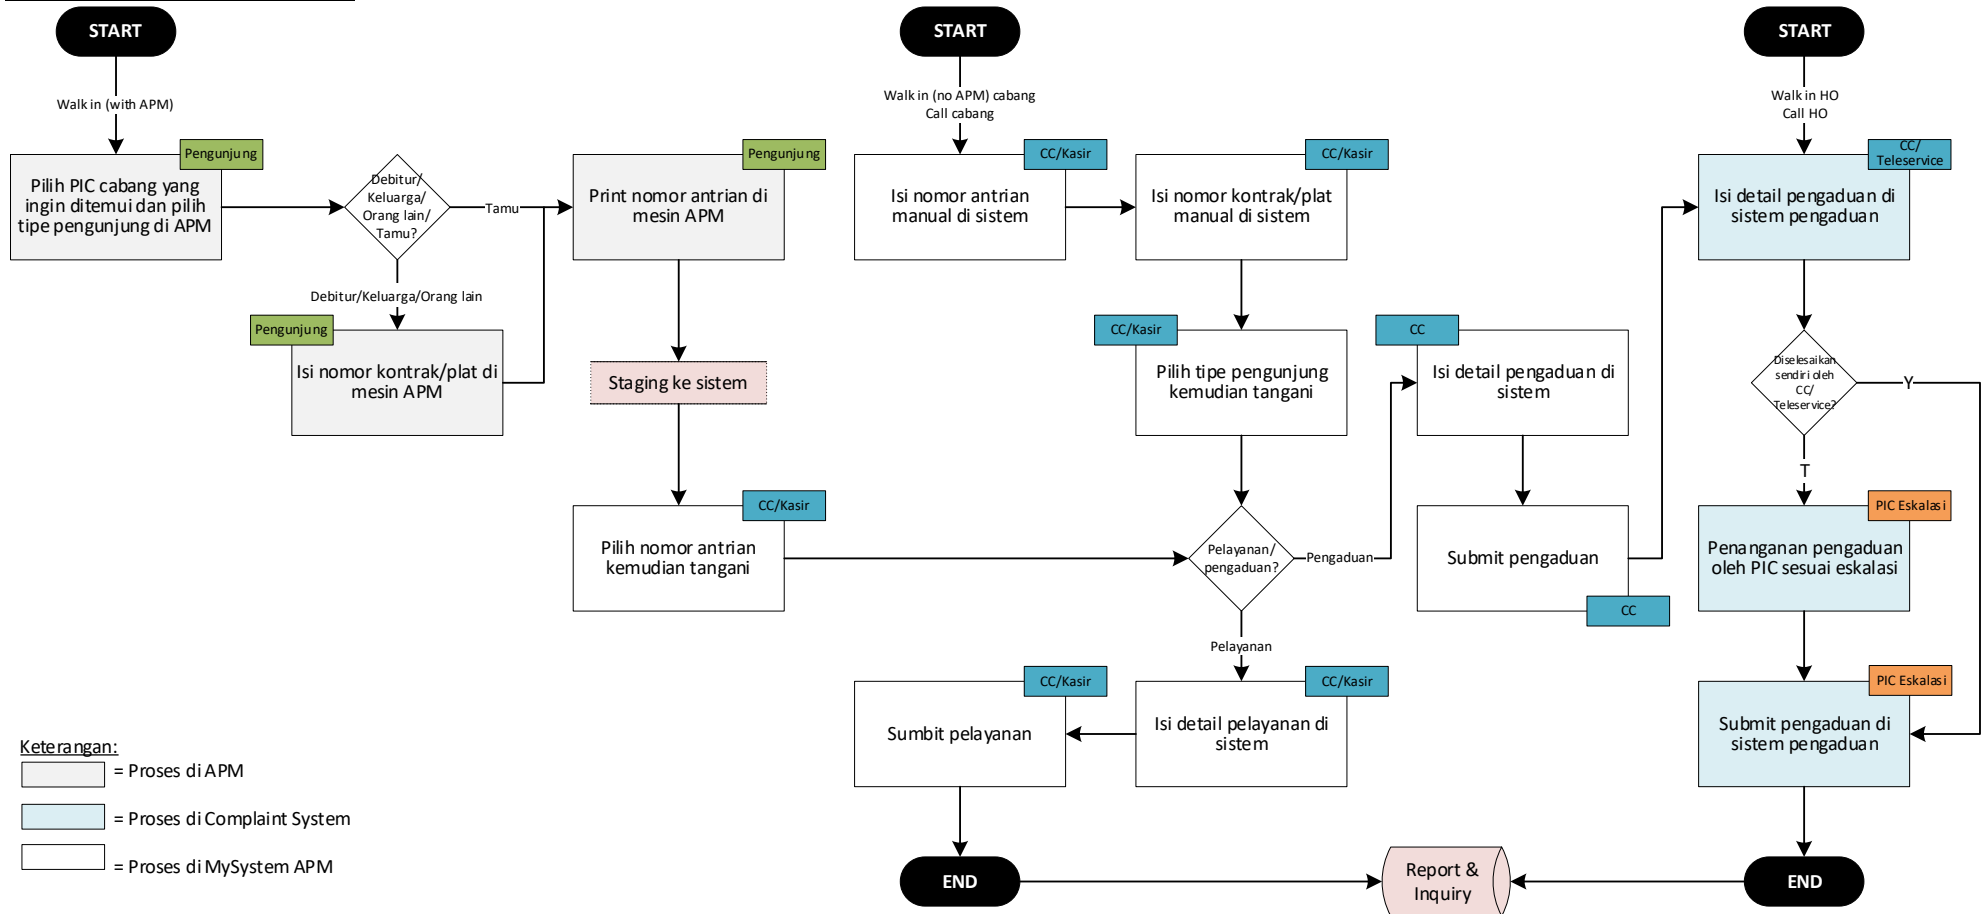 START
Walk in (with APM)
Pengunjung
Pilih PIC cabang yang
ingin ditemui dan pilih
tipe pengunjung di APM
Debitur/
Keluarga/
Orang lain/
Tamu?
Tamu
Debitur/Keluarga/Orang lain
Pengunjung
Isi nomor kontrak/plat di
mesin APM
Pengunjung
Print nomor antrian di
mesin APM
Staging ke sistem
CC/Kasir
Pilih nomor antrian
kemudian tangani
START
Walk in (no APM) cabang
Call cabang
CC/Kasir
Isi nomor antrian
manual di sistem
CC/Kasir
Isi nomor kontrak/plat
manual di sistem
CC/Kasir
Pilih tipe pengunjung
kemudian tangani
Pelayanan/
pengaduan?
Pengaduan
Pelayanan
CC
Isi detail pengaduan di
sistem
Submit pengaduan
CC
CC/Kasir
Isi detail pelayanan di
sistem
CC/Kasir
Sumbit pelayanan
END
START
Walk in HO
Call HO
CC/
Teleservice
Isi detail pengaduan di
sistem pengaduan
Diselesaikan
sendiri oleh
CC/
Teleservice?
Y
T
PIC Eskalasi
Penanganan pengaduan
oleh PIC sesuai eskalasi
PIC Eskalasi
Submit pengaduan di
sistem pengaduan
END
Report &
Inquiry
Keterangan:
= Proses di APM
= Proses di Complaint System
= Proses di MySystem APM